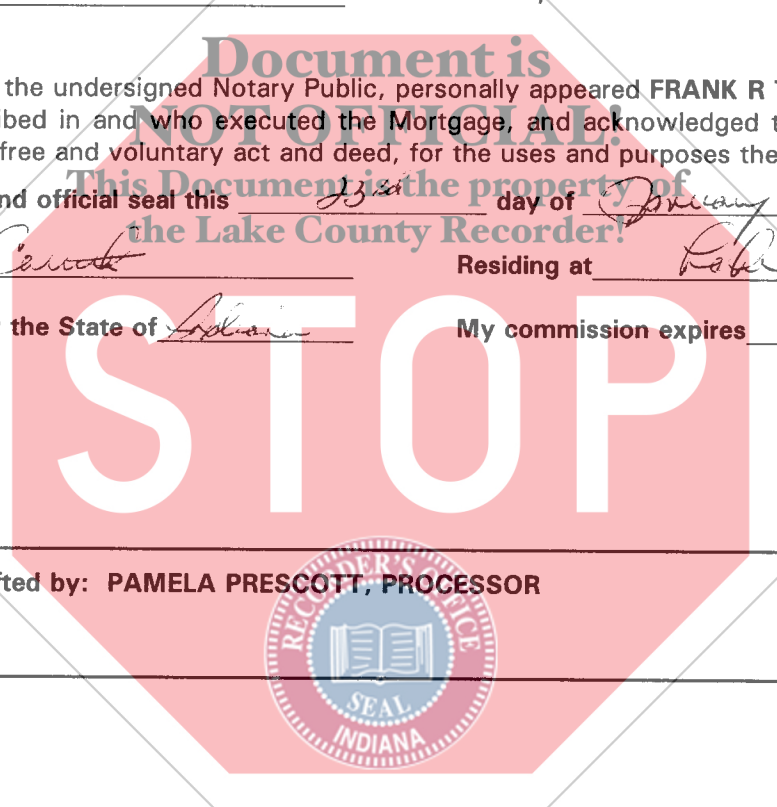 Document is
the undersigned Notary Public, personally appeared FRANK R
NOT OFFICIAL!
ibed in and who executed the Mortgage, and acknowledged t
free and voluntary act and deed, for the uses and purposes the
This Document is the property of
nd official seal this 23rd day of January
the Lake County Recorder!
Residing at
the State of Indiana My commission expires
STOP
fted by: PAMELA PRESCOTT, PROCESSOR
RECORDER'S OFFICE
SEAL
INDIANA